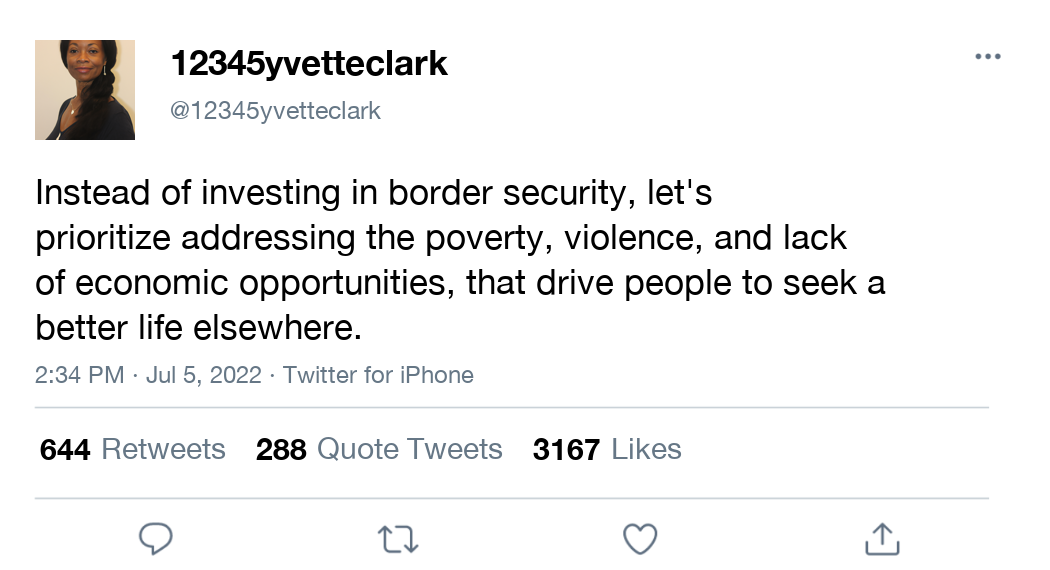 12345yvetteclark
@12345yvetteclark
Instead of investing in border security, let's
prioritize addressing the poverty, violence, and lack
of economic opportunities, that drive people to seek a
better life elsewhere.
2:34 PM · Jul 5, 2022 · Twitter for iPhone
644 Retweets 288 Quote Tweets 3167 Likes